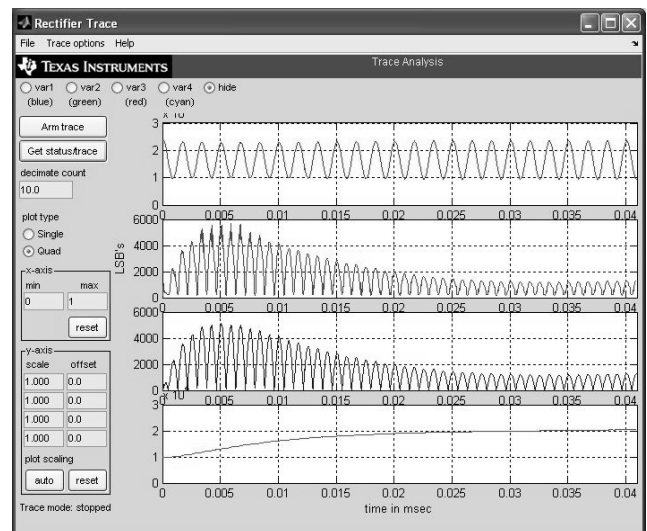 Rectifier Trace
File Trace options Help
TEXAS INSTRUMENTS
Trace Analysis
var1 var2 var3 var4 hide
(blue) (green) (red) (cyan)
Arm trace
Get status/trace
decimate count
10.0
plot type
Single
Quad
x-axis
min max
0 1
reset
y-axis
scale offset
1.000 0.0
1.000 0.0
1.000 0.0
1.000 0.0
plot scaling
auto reset
Trace mode: stopped
LSB's
3
2
1
0
0 0.005 0.01 0.015 0.02 0.025 0.03 0.035 0.04
6000
4000
2000
0
0 0.005 0.01 0.015 0.02 0.025 0.03 0.035 0.04
6000
4000
2000
0
0 0.005 0.01 0.015 0.02 0.025 0.03 0.035 0.04
3
2
1
0
0 0.005 0.01 0.015 0.02 0.025 0.03 0.035 0.04
time in msec